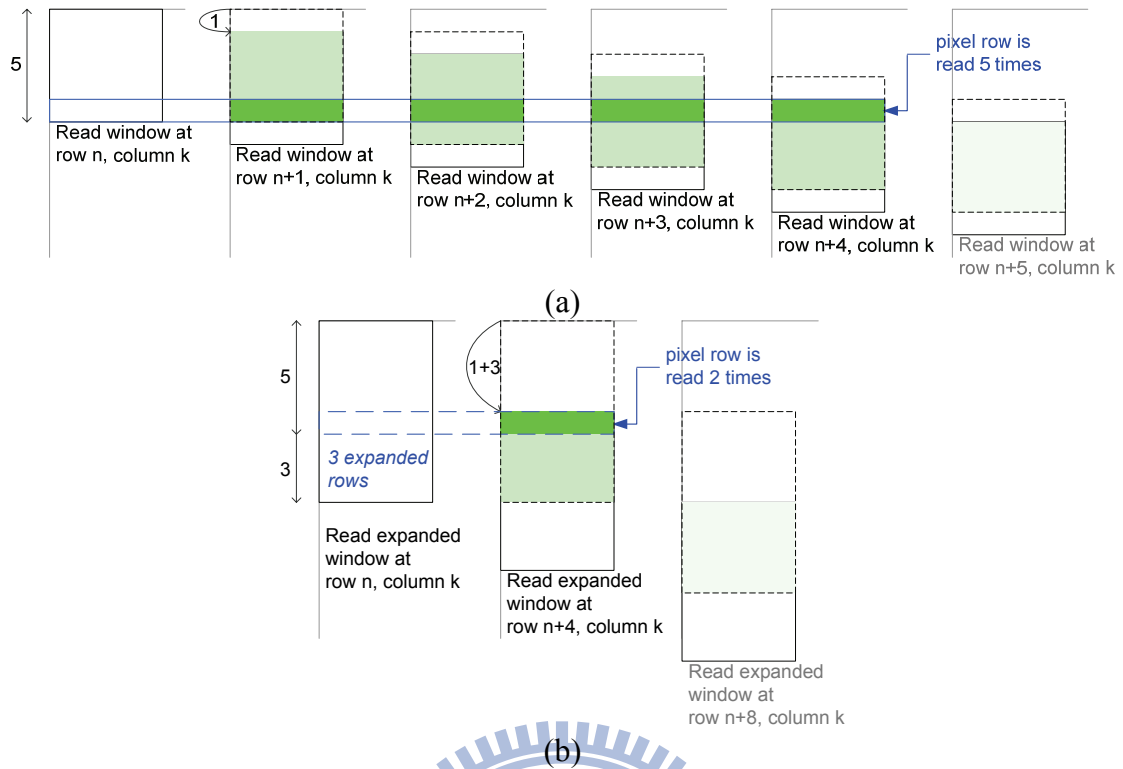 1
5
pixel row is
read 5 times
Read window at
row n, column k
Read window at
row n+1, column k
Read window at
row n+2, column k
Read window at
row n+3, column k
Read window at
row n+4, column k
Read window at
row n+5, column k
(a)
5
1+3
pixel row is
read 2 times
3
3 expanded
rows
Read expanded
window at
row n, column k
Read expanded
window at
row n+4, column k
Read expanded
window at
row n+8, column k
(b)